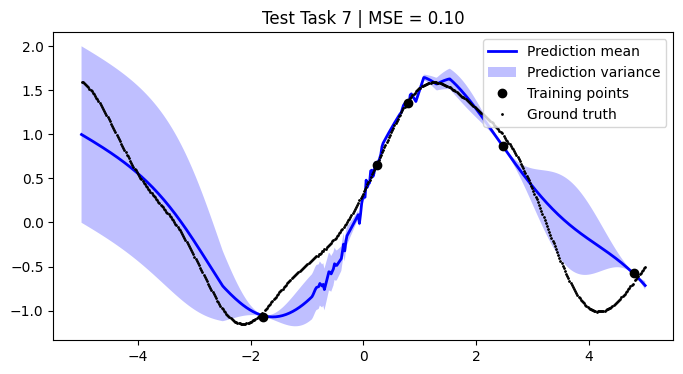 Test Task 7 | MSE = 0.10
Prediction mean
Prediction variance
Training points
Ground truth
2.0
1.5
1.0
0.5
0.0
−0.5
−1.0
−4
−2
0
2
4